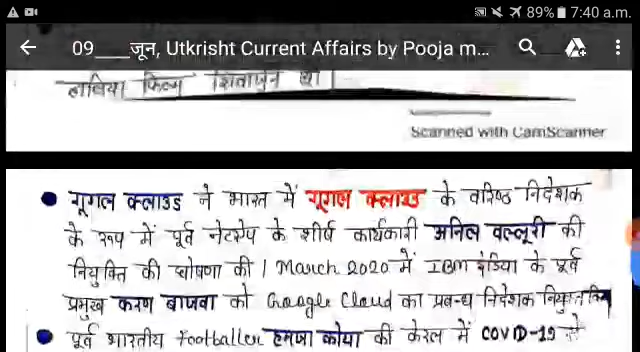 89% 7:40 a.m.
09___जून, Utkrisht Current Affairs by Pooja m...
हालिया फिल्म
Scanned with CamScanner
गूगल क्लाउड ने भारत में गूगल क्लाउड के वरिष्ठ निदेशक
के रूप में पूर्व नेटऐप के शीर्ष कार्यकारी अनिल वल्लूरी की
नियुक्ति की घोषणा की। March 2020 में IBM इंडिया के पूर्व
प्रमुख करण बाजवा को Google Cloud का प्रबन्ध निदेशक नियुक्त किया
पूर्व भारतीय Footballer हमजा कोया की केरल में COVID-19 से